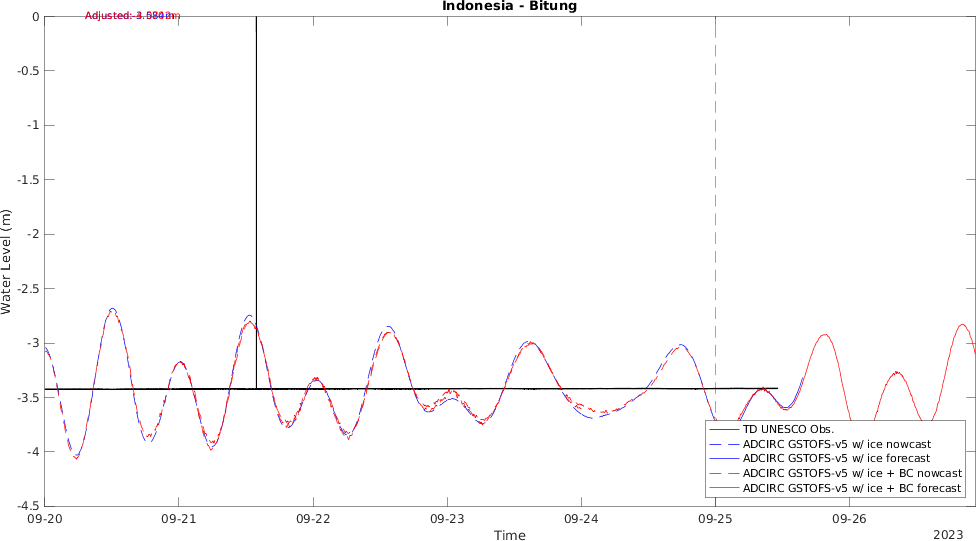 Indonesia - Bitung
0
-0.5
-1
-1.5
-2
-2.5
-3
-3.5
-4
-4.5
Water Level (m)
09-20
09-21
09-22
09-23
09-24
09-25
09-26
Time
2023
TD UNESCO Obs.
ADCIRC GSTOFS-v5 w/ ice nowcast
ADCIRC GSTOFS-v5 w/ ice forecast
ADCIRC GSTOFS-v5 w/ ice + BC nowcast
ADCIRC GSTOFS-v5 w/ ice + BC forecast
Adjusted: